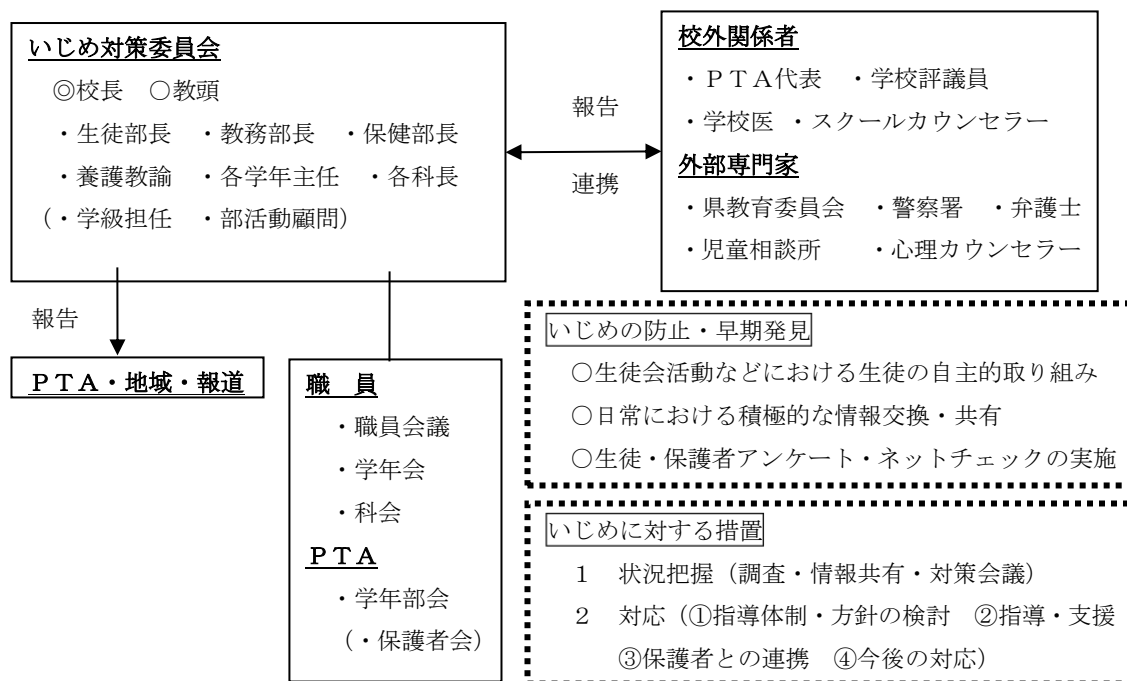 いじめ対策委員会
◎校長　○教頭
・生徒部長　・教務部長　・保健部長
・養護教諭　・各学年主任　・各科長
（・学級担任　・部活動顧問）
報告
連携
校外関係者
・ＰＴＡ代表　・学校評議員
・学校医　・スクールカウンセラー
外部専門家
・県教育委員会　・警察署　・弁護士
・児童相談所　・心理カウンセラー
報告
ＰＴＡ・地域・報道
職　員
・職員会議
・学年会
・科会
ＰＴＡ
・学年部会
（・保護者会）
いじめの防止・早期発見
○生徒会活動などにおける生徒の自主的取り組み
○日常における積極的な情報交換・共有
○生徒・保護者アンケート・ネットチェックの実施
いじめに対する措置
１　状況把握（調査・情報共有・対策会議）
２　対応（①指導体制・方針の検討　②指導・支援
③保護者との連携　④今後の対応）